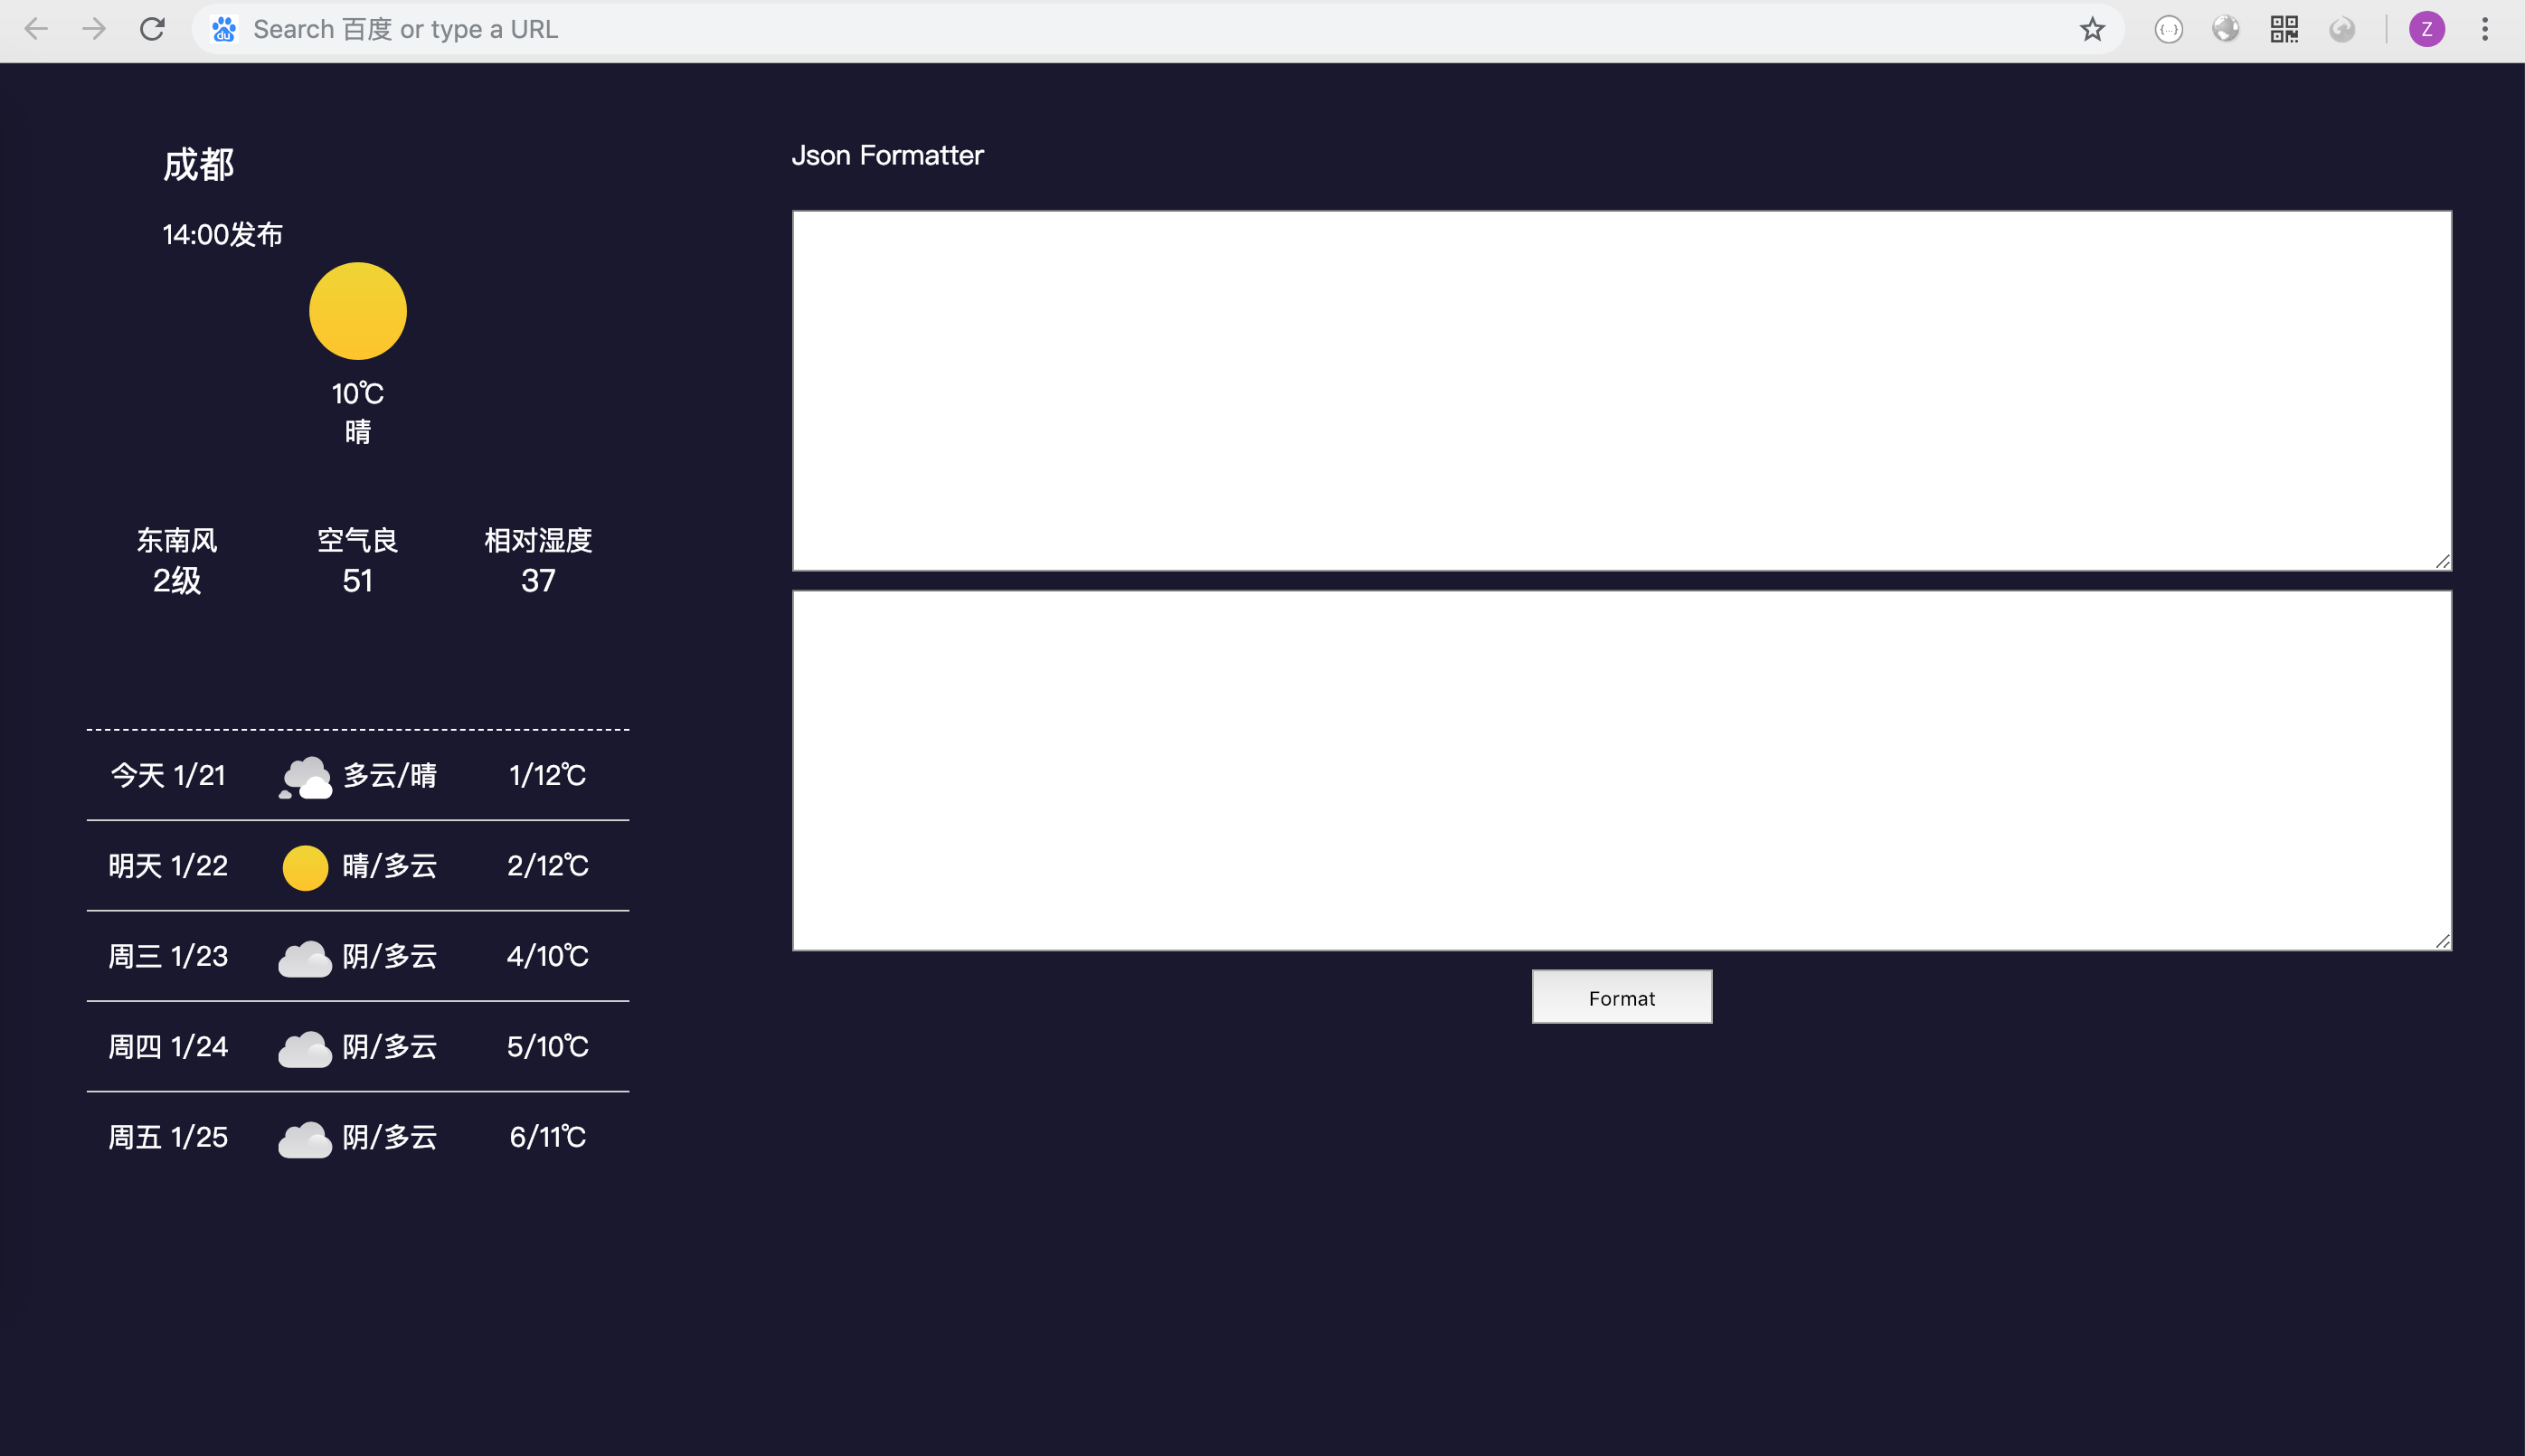 Search 百度 or type a URL
Z
成都
14:00发布
10℃
晴
东南风 空气良 相对湿度
2级 51 37
今天 1/21 多云/晴 1/12℃
明天 1/22 晴/多云 2/12℃
周三 1/23 阴/多云 4/10℃
周四 1/24 阴/多云 5/10℃
周五 1/25 阴/多云 6/11℃
Json Formatter
Format